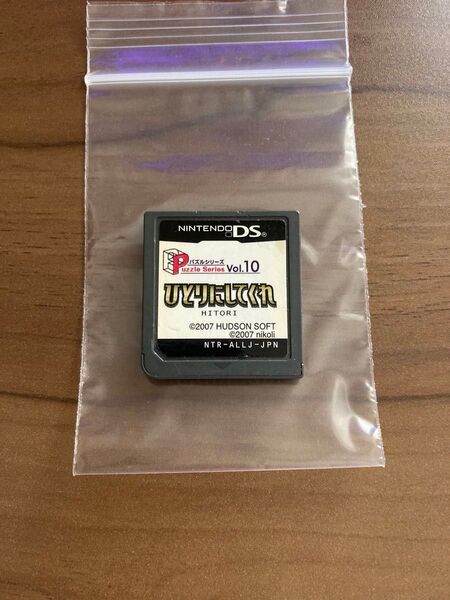 NINTENDO DS®
パズルシリーズ
Puzzle Series Vol.10
ひとりにしてくれ
HITORI
©2007 HUDSON SOFT
©2007 nikoli
NTR-ALLJ-JPN